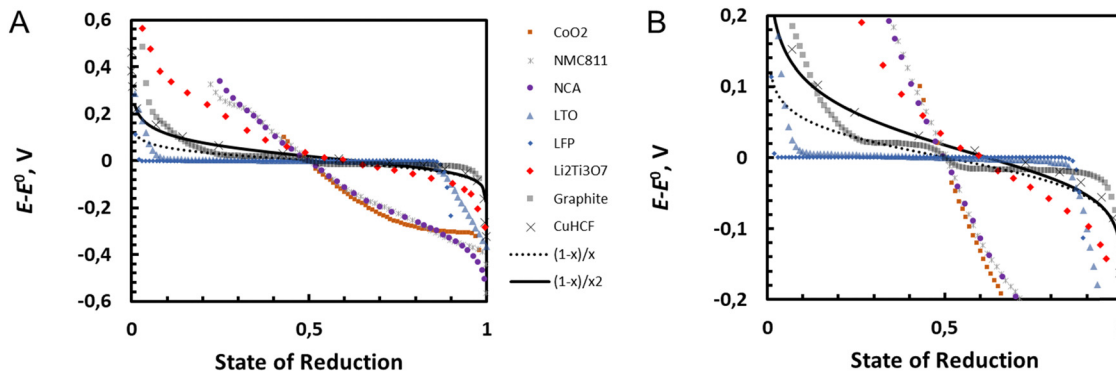 A
E-E⁰, V
0,6
0,4
0,2
0
-0,2
-0,4
-0,6
0
0,5
1
State of Reduction
CoO2
NMC811
NCA
LTO
LFP
Li2Ti3O7
Graphite
CuHCF
(1-x)/x
(1-x)/x2
B
E-E⁰, V
0,2
0,1
0
-0,1
-0,2
0
0,5
1
State of Reduction